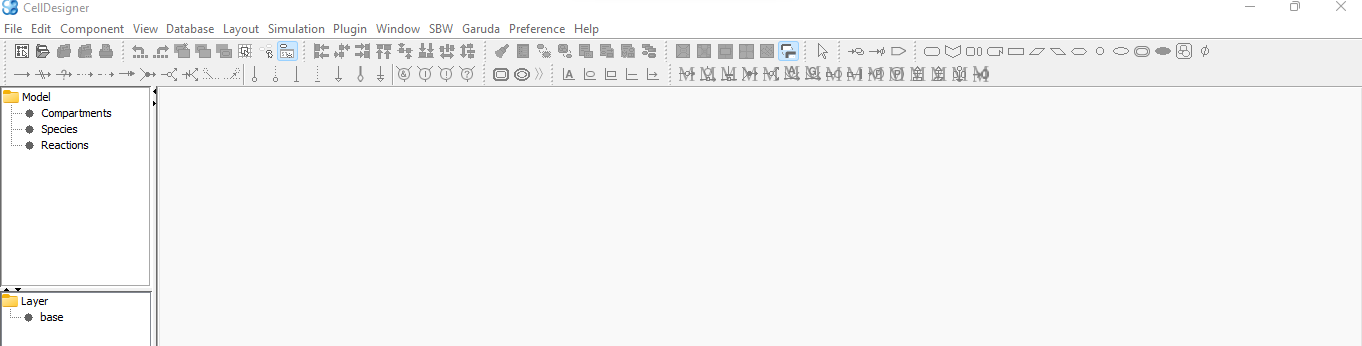 CellDesigner
File Edit Component View Database Layout Simulation Plugin Window SBW Garuda Preference Help
Model
Compartments
Species
Reactions
Layer
base